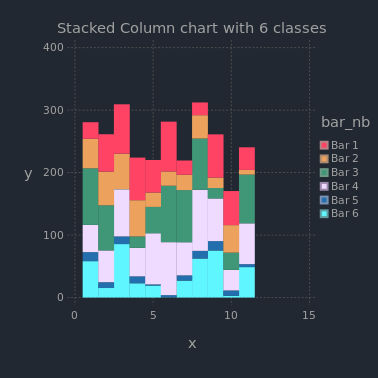 Stacked Column chart with 6 classes
400
300
200
100
0
y
0
5
10
15
x
bar_nb
Bar 1
Bar 2
Bar 3
Bar 4
Bar 5
Bar 6